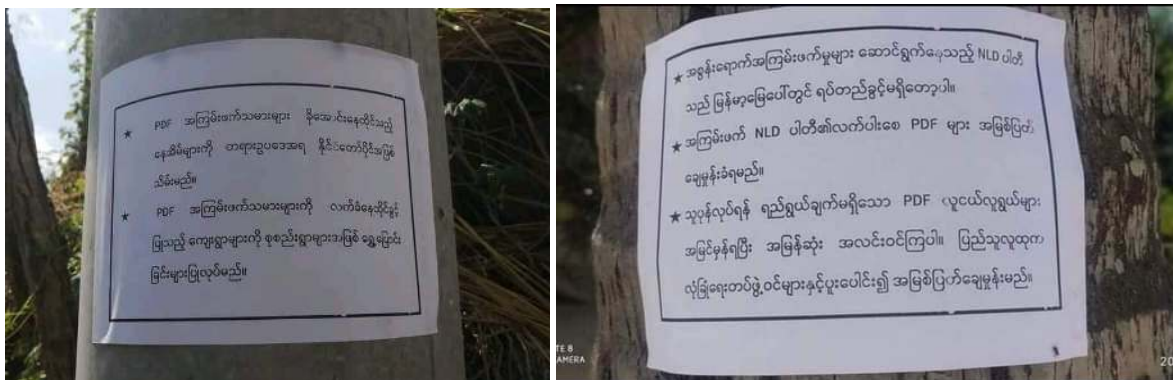 ★ PDF အကြမ်းဖက်သမားများ ခိုအောင်းနေထိုင်သည့်
နေအိမ်များကို တရားဥပဒေအရ နိုင်ငံတော်ပိုင်အဖြစ်
သိမ်းမည်။
★ PDF အကြမ်းဖက်သမားများကို လက်ခံနေထိုင်ခွင့်
ပြုသည့် ကျေးရွာများကို စုစည်းရွာများအဖြစ် ရွှေ့ပြောင်း
ခြင်းများပြုလုပ်မည်။
★ အစွန်းရောက်အကြမ်းဖက်မှုများ ဆောင်ရွက်နေသည့် NLD ပါတီ
သည် မြန်မာ့မြေပေါ်တွင် ရပ်တည်ခွင့်မရှိတော့ပါ။
★ အကြမ်းဖက် NLD ပါတီ၏လက်ပါးစေ PDF များ အမြစ်ပြတ်
ချေမှုန်းခံရမည်။
★ သူပုန်လုပ်ရန် ရည်ရွယ်ချက်မရှိသော PDF လူငယ်လူရွယ်များ
အမြင်မှန်ရပြီး အမြန်ဆုံး အလင်းဝင်ကြပါ။ ပြည်သူလူထုက
လုံခြုံရေးတပ်ဖွဲ့ဝင်များနှင့်ပူးပေါင်း၍ အမြစ်ပြတ်ချေမှုန်းမည်။